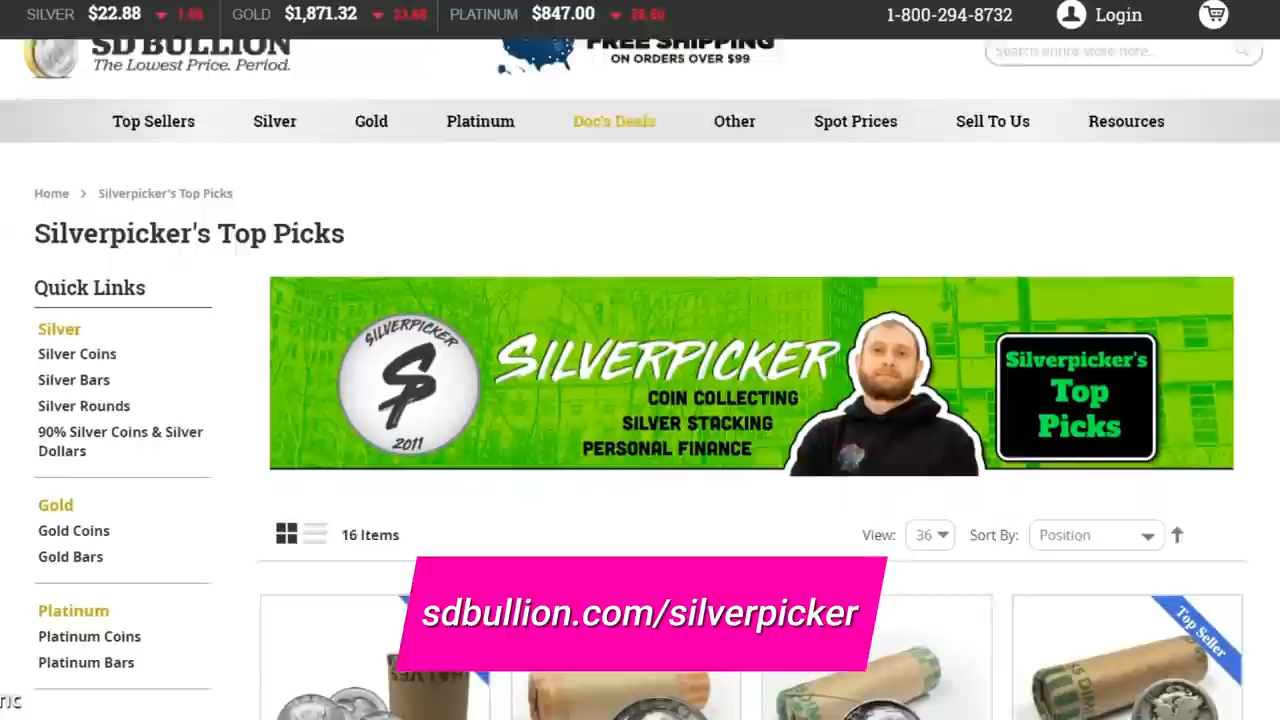 SILVER $22.88 GOLD $1,871.32 PLATINUM $847.00 1-800-294-8732 Login
SD BULLION
The Lowest Price. Period.
FREE SHIPPING
ON ORDERS OVER $99
Search entire store here...
Top Sellers Silver Gold Platinum Doc's Deals Other Spot Prices Sell To Us Resources
Home > Silverpicker's Top Picks
Silverpicker's Top Picks
Quick Links
Silver
Silver Coins
Silver Bars
Silver Rounds
90% Silver Coins & Silver
Dollars
Gold
Gold Coins
Gold Bars
Platinum
Platinum Coins
Platinum Bars
SILVERPICKER
SP
2011
SILVERPICKER
COIN COLLECTING
SILVER STACKING
PERSONAL FINANCE
Silverpicker's
Top
Picks
16 Items
View: 36 Sort By: Position
sdbullion.com/silverpicker
Top Seller